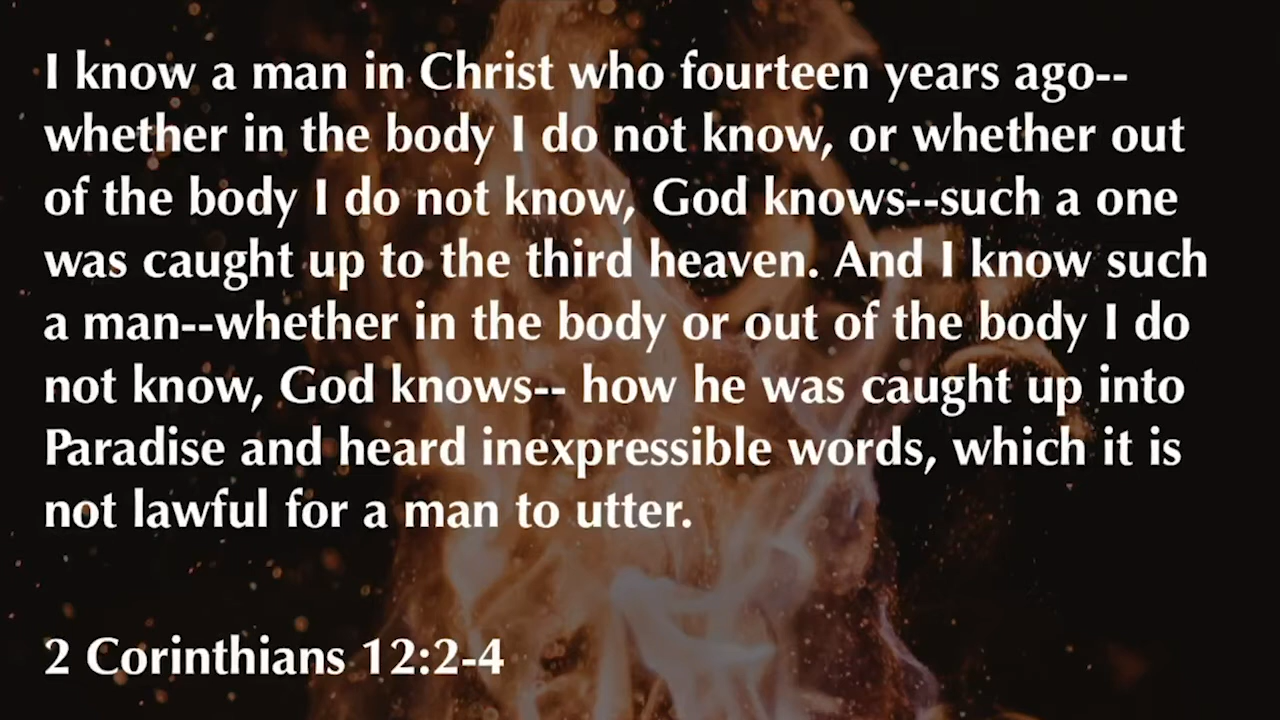 I know a man in Christ who fourteen years ago--
whether in the body I do not know, or whether out
of the body I do not know, God knows--such a one
was caught up to the third heaven. And I know such
a man--whether in the body or out of the body I do
not know, God knows-- how he was caught up into
Paradise and heard inexpressible words, which it is
not lawful for a man to utter.
2 Corinthians 12:2-4